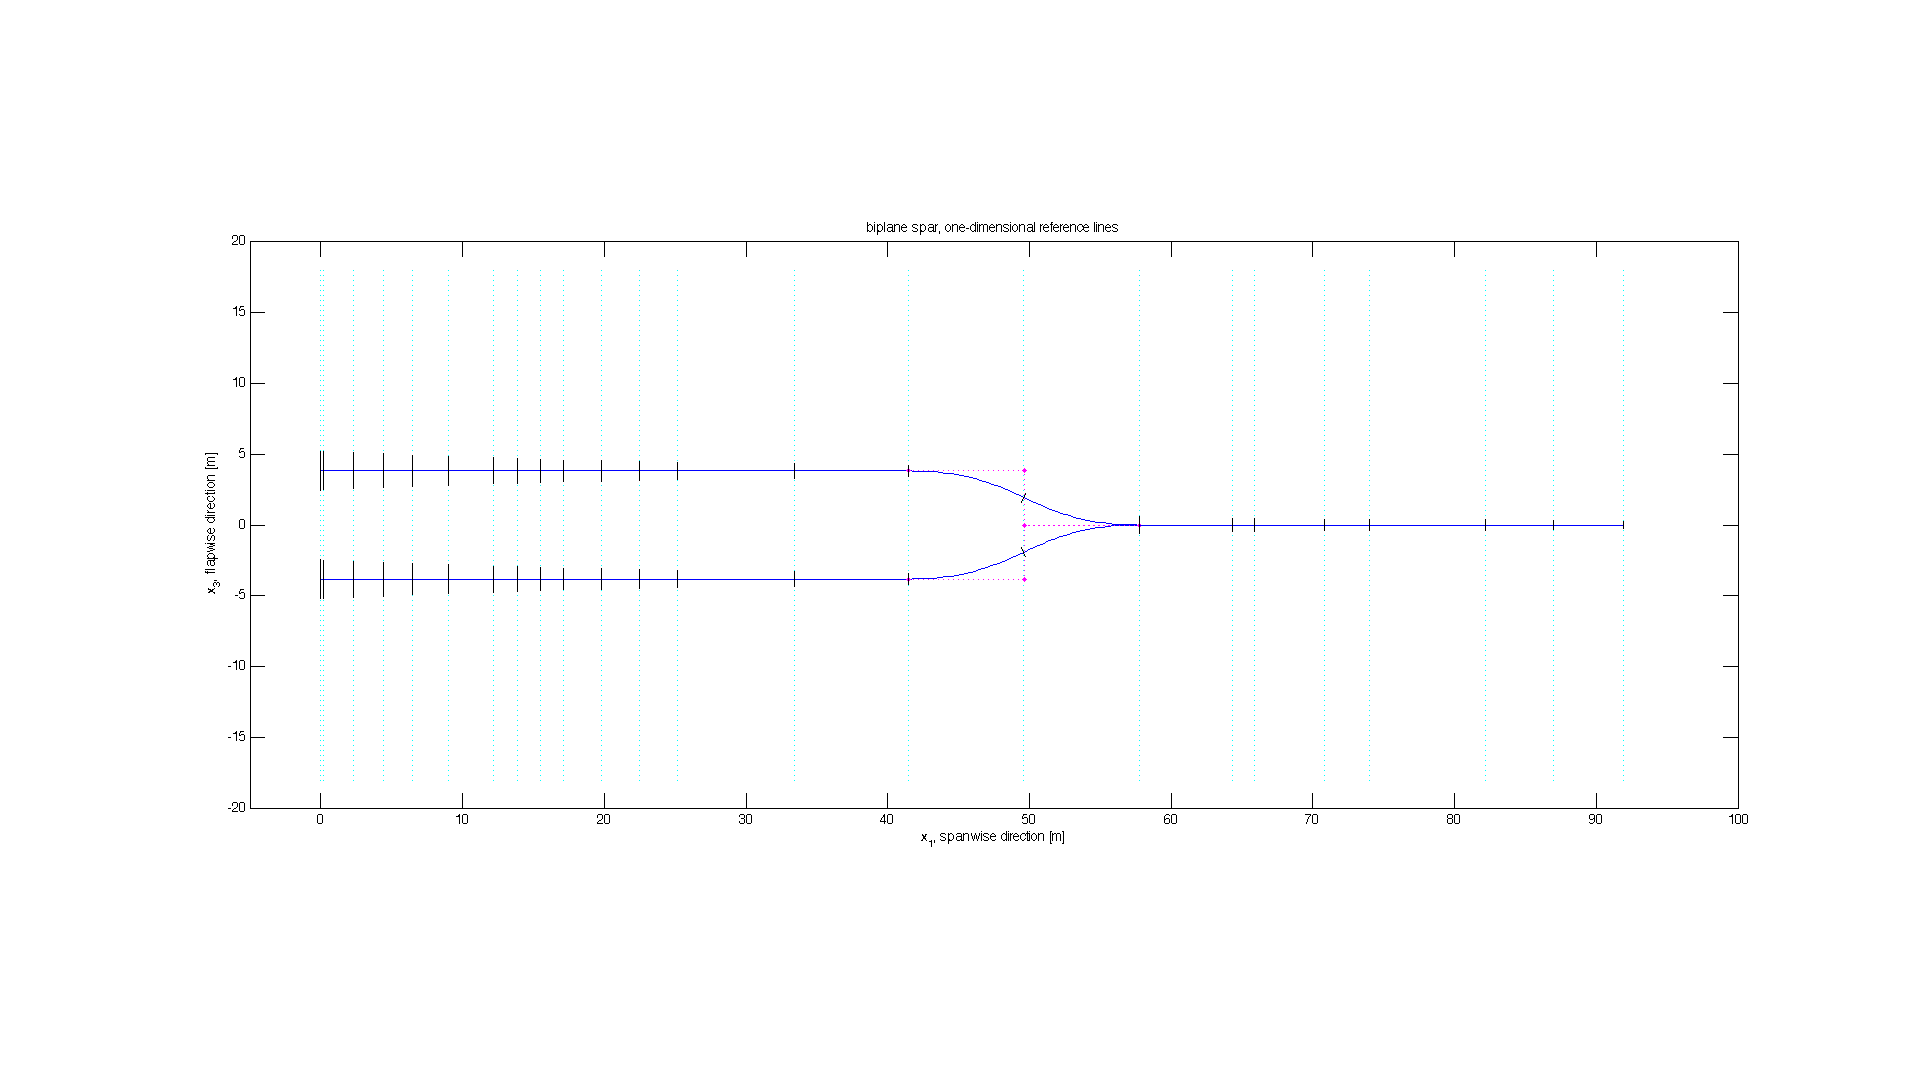 biplane spar, one-dimensional reference lines
20
15
10
5
0
-5
-10
-15
-20
x3, flapwise direction [m]
0 10 20 30 40 50 60 70 80 90 100
x1, spanwise direction [m]